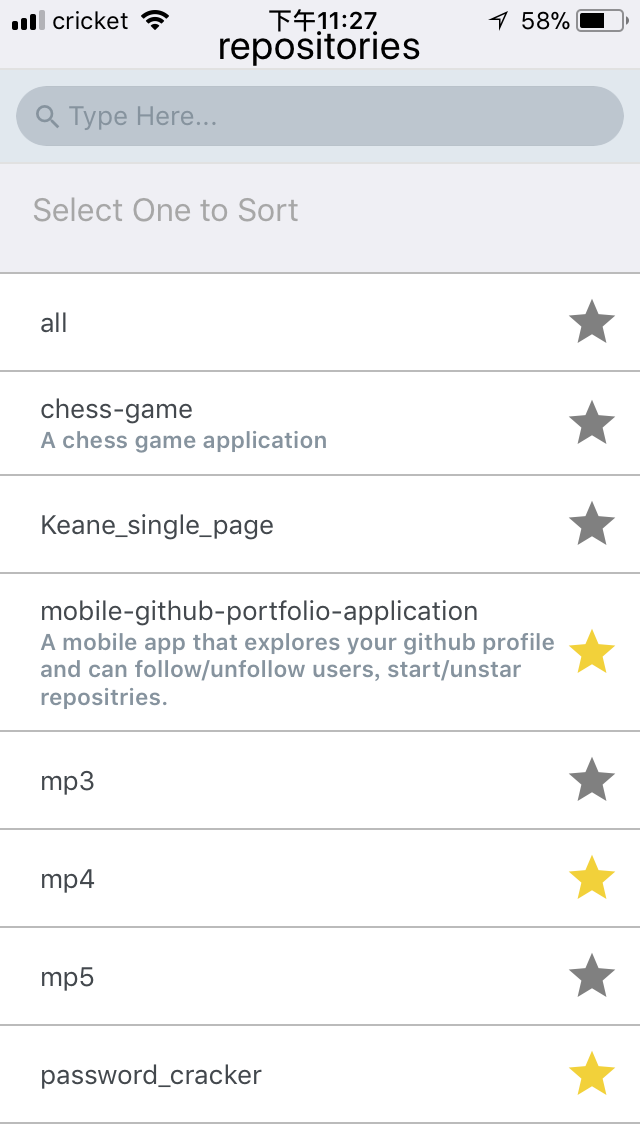 cricket 下午11:27 58%
repositories
Type Here...
Select One to Sort
all
chess-game
A chess game application
Keane_single_page
mobile-github-portfolio-application
A mobile app that explores your github profile
and can follow/unfollow users, start/unstar
repositries.
mp3
mp4
mp5
password_cracker